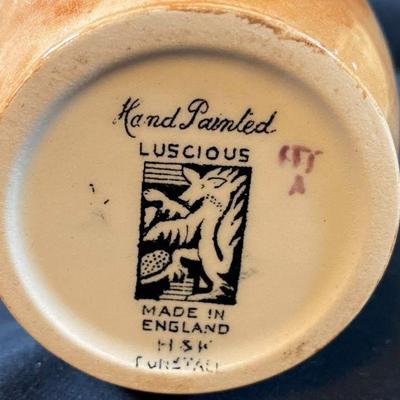 Hand Painted
LUSCIOUS
MADE IN
ENGLAND
H & K
TUNSTALL
A